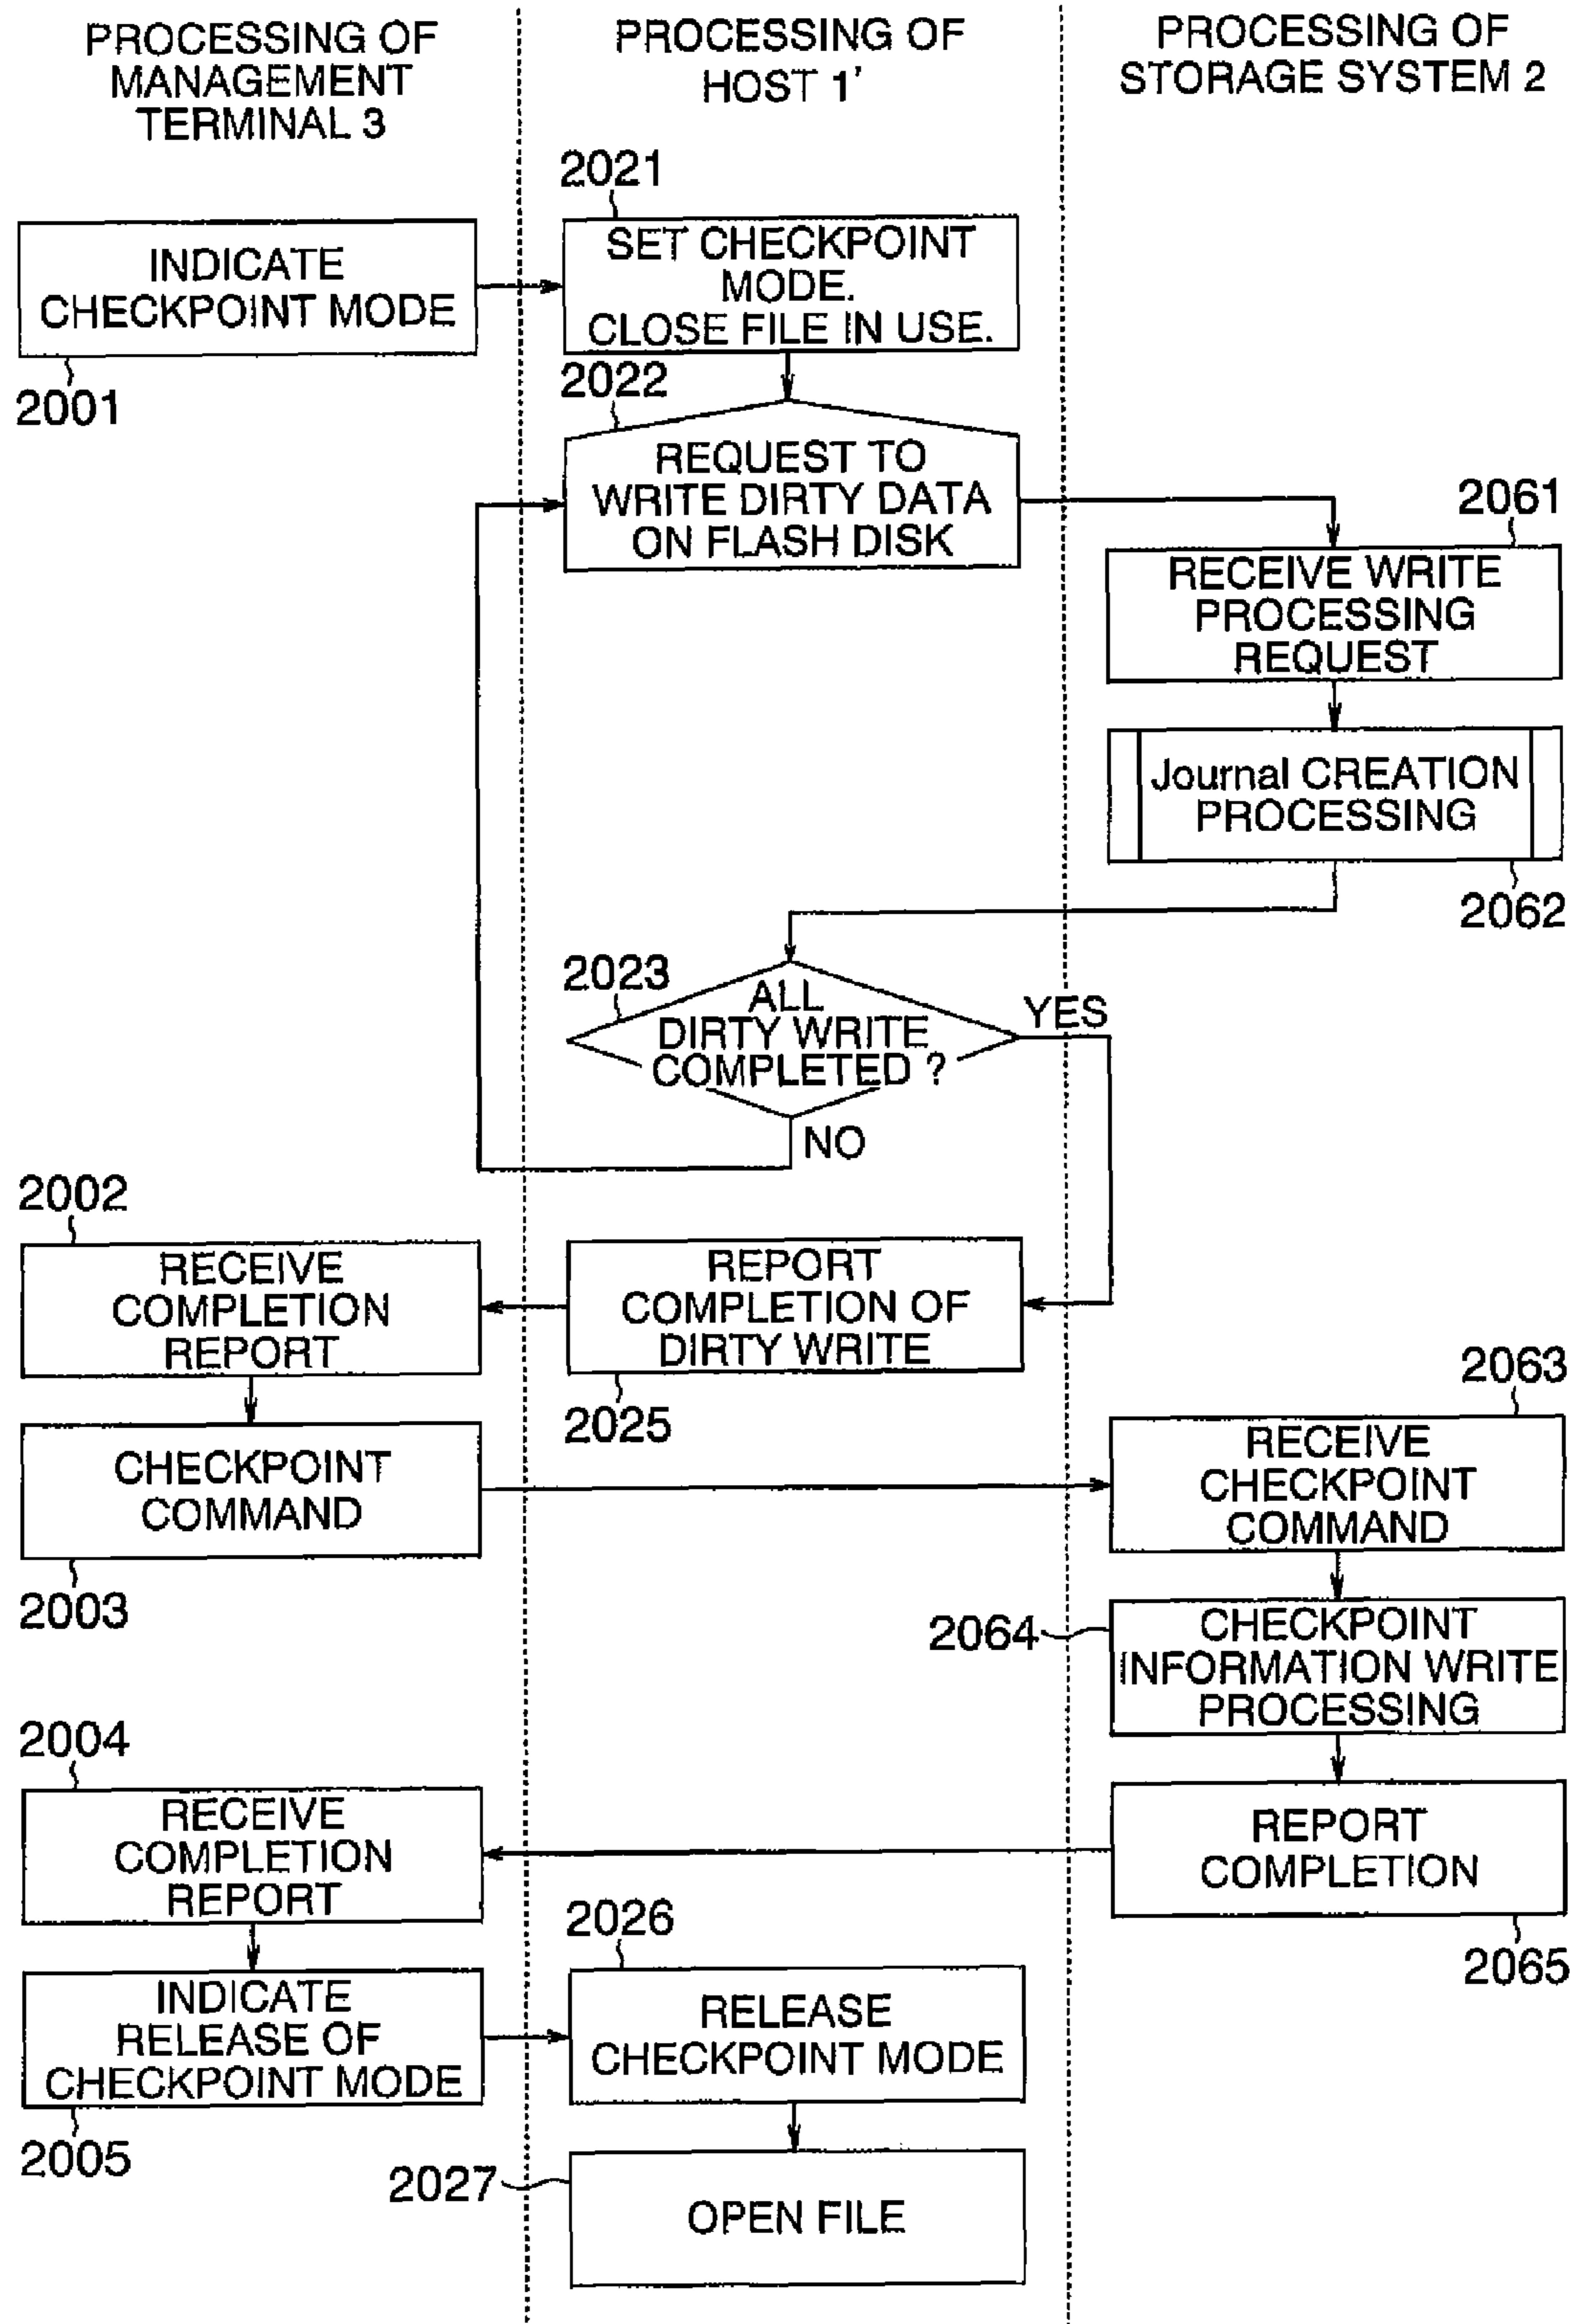 PROCESSING OF
MANAGEMENT
TERMINAL 3
PROCESSING OF
HOST 1'
PROCESSING OF
STORAGE SYSTEM 2
INDICATE
CHECKPOINT MODE
2001
2021
SET CHECKPOINT
MODE.
CLOSE FILE IN USE.
2022
REQUEST TO
WRITE DIRTY DATA
ON FLASH DISK
2061
RECEIVE WRITE
PROCESSING
REQUEST
Journal CREATION
PROCESSING
2062
2023
ALL
DIRTY WRITE
COMPLETED ?
YES
NO
2002
RECEIVE
COMPLETION
REPORT
REPORT
COMPLETION OF
DIRTY WRITE
2025
CHECKPOINT
COMMAND
2003
2063
RECEIVE
CHECKPOINT
COMMAND
2064
CHECKPOINT
INFORMATION WRITE
PROCESSING
REPORT
COMPLETION
2065
2004
RECEIVE
COMPLETION
REPORT
INDICATE
RELEASE OF
CHECKPOINT MODE
2005
2026
RELEASE
CHECKPOINT MODE
2027
OPEN FILE